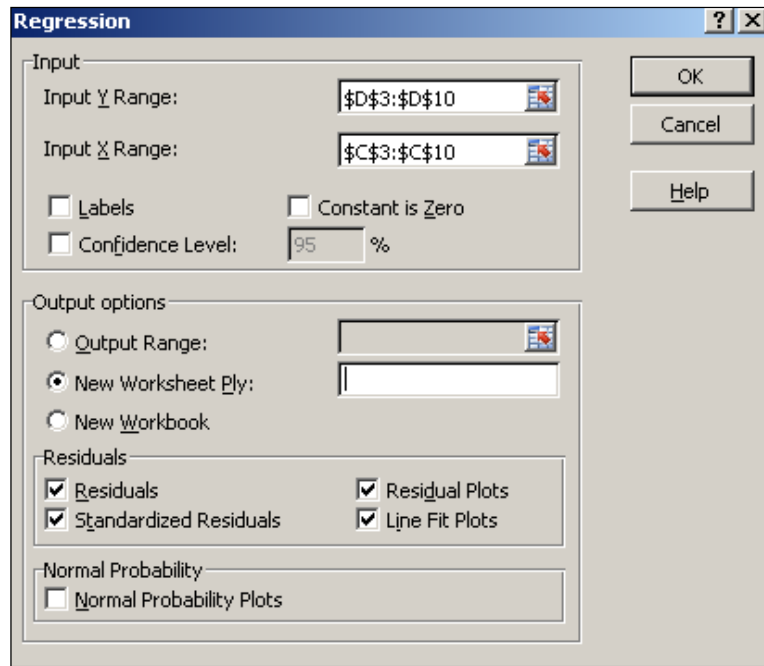 Regression
Input
Input Y Range: $D$3:$D$10
Input X Range: $C$3:$C$10
Labels Constant is Zero
Confidence Level: 95 %
OK
Cancel
Help
Output options
Output Range:
New Worksheet Ply:
New Workbook
Residuals
Residuals Residual Plots
Standardized Residuals Line Fit Plots
Normal Probability
Normal Probability Plots